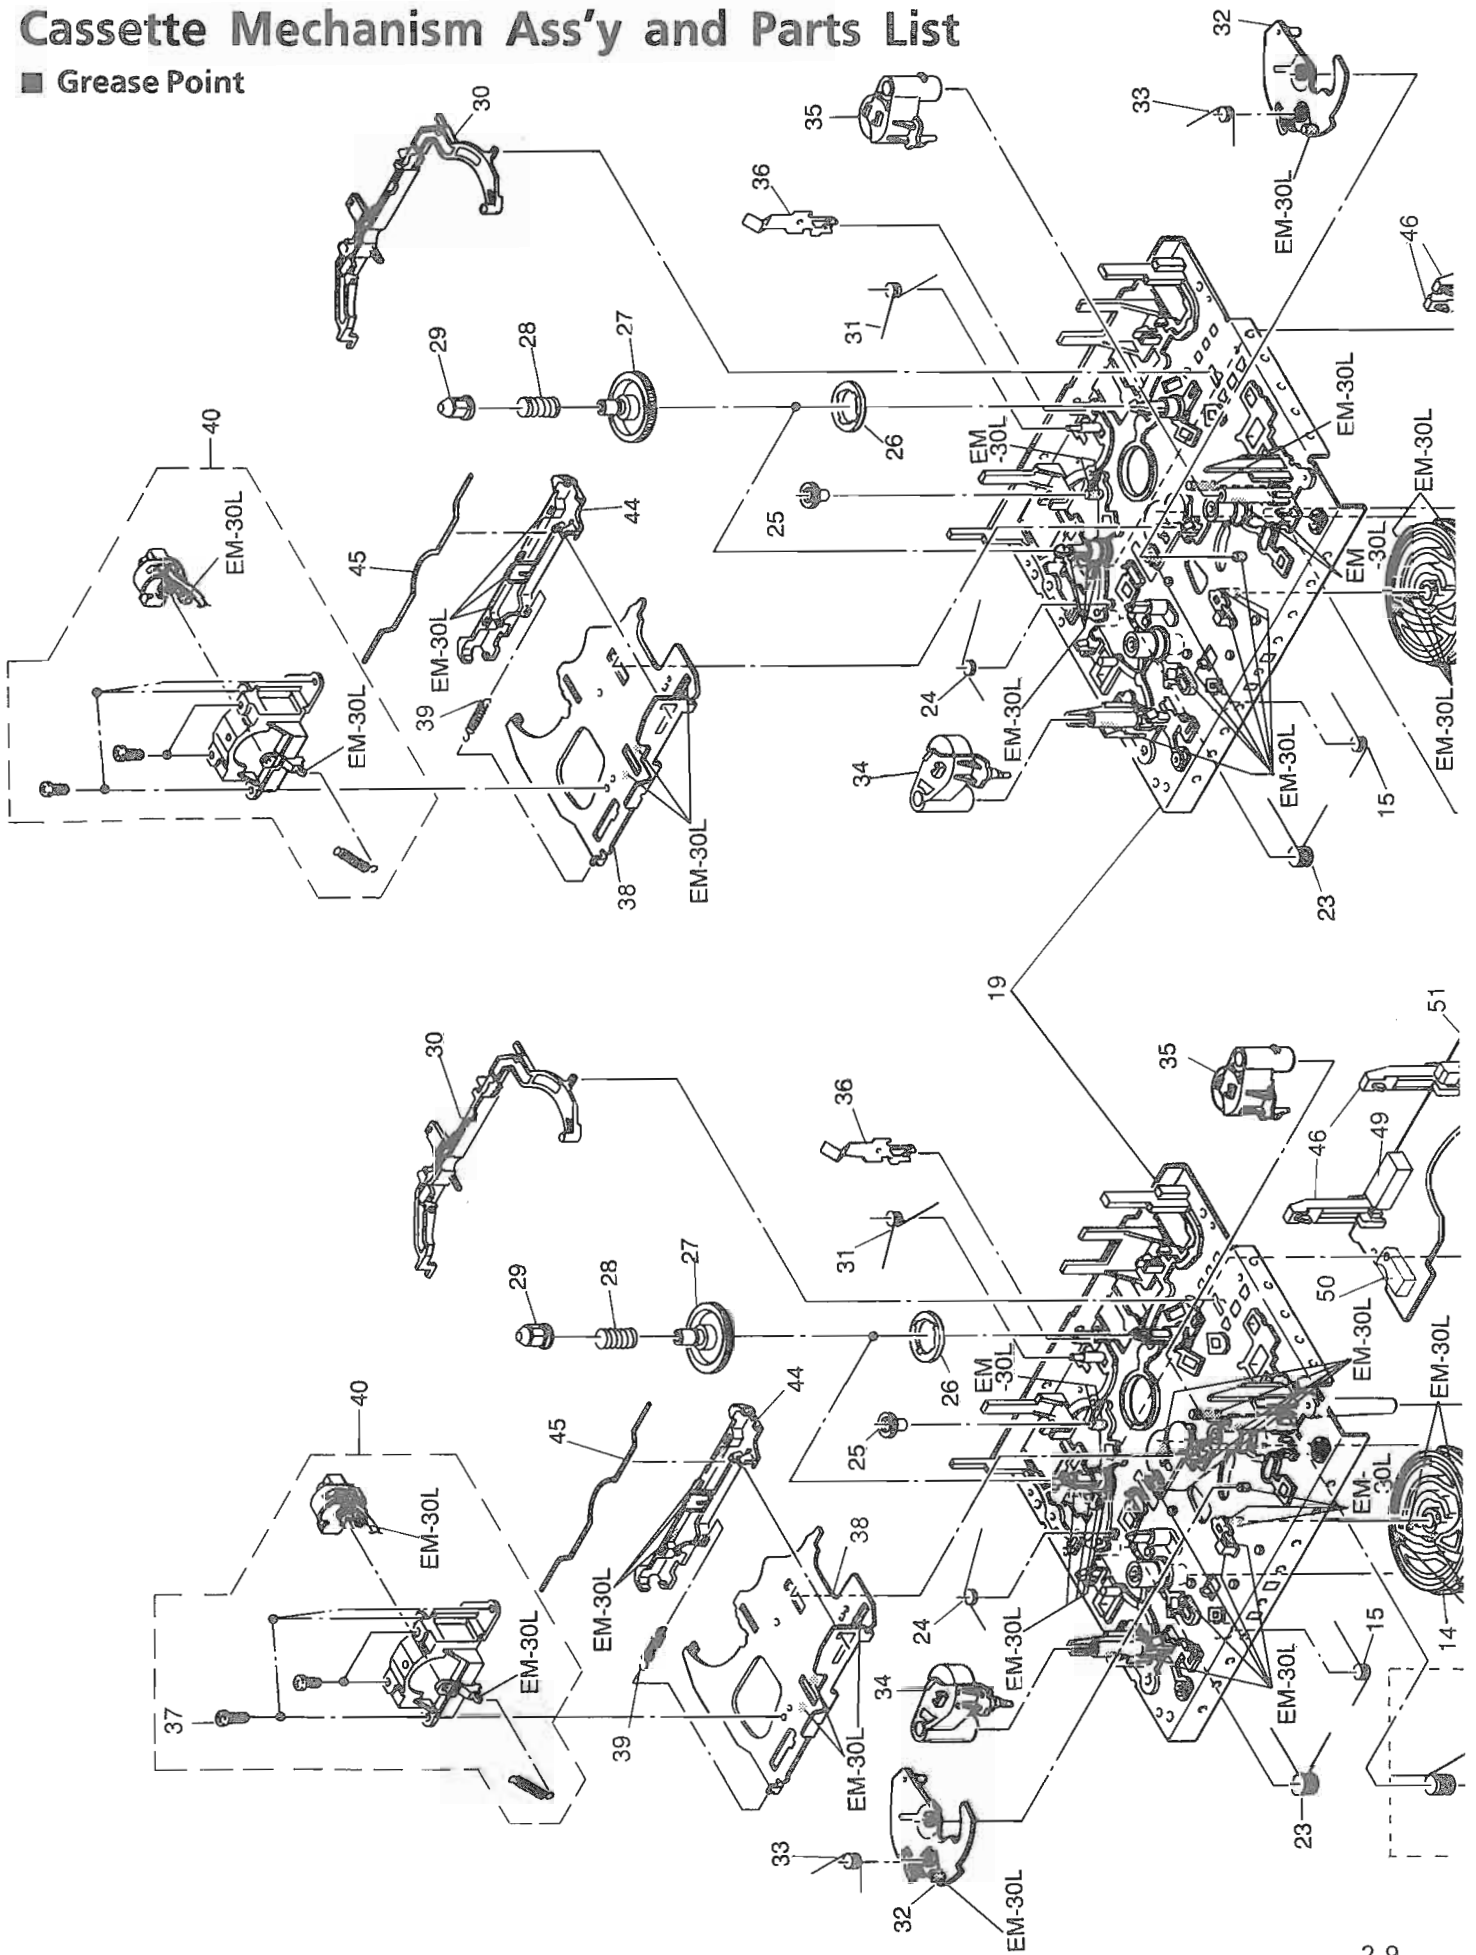 Cassette Mechanism Ass'y and Parts List
■ Grease Point
30
35
32
33
EM-30L
36
31
46
29
28
27
26
40
EM-30L
45
44
EM-30L
EM-30L
39
38
EM-30L
25
EM
-30L
EM-30L
EM-30L
EM
-30L
24
EM-30L
34
EM-30L
EM-30L
15
23
19
30
35
51
36
46
49
31
50
29
28
27
26
40
EM-30L
45
44
EM-30L
EM-30L
37
39
38
EM-30L
25
EM
-30L
EM-30L
EM-30L
EM-
30L
24
EM-30L
34
EM-30L
15
14
23
33
32
EM-30L